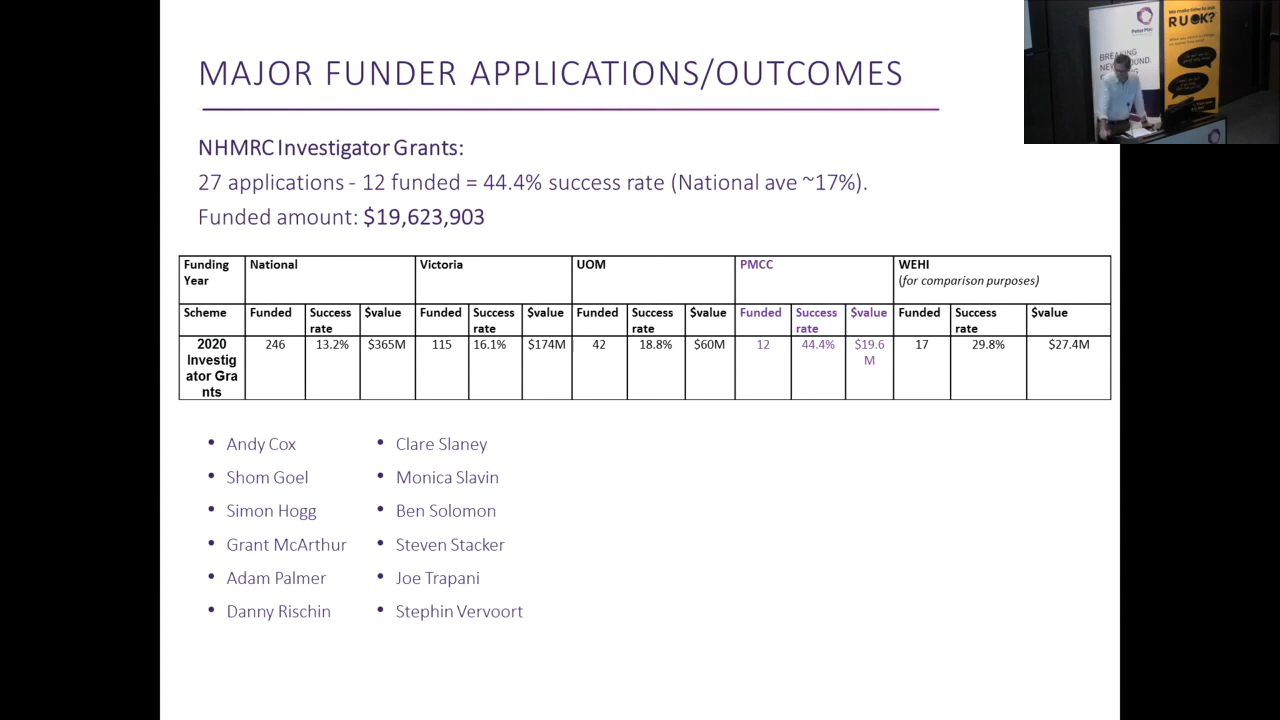 MAJOR FUNDER APPLICATIONS/OUTCOMES
NHMRC Investigator Grants:
27 applications - 12 funded = 44.4% success rate (National ave ~17%).
Funded amount: $19,623,903
Funding Year National Victoria UOM PMCC WEHI
(for comparison purposes)
Scheme Funded Success rate $value Funded Success rate $value Funded Success rate $value Funded Success rate $value Funded Success rate $value
2020 Investigator Grants 246 13.2% $365M 115 16.1% $174M 42 18.8% $60M 12 44.4% $19.6M 17 29.8% $27.4M
• Andy Cox
• Shom Goel
• Simon Hogg
• Grant McArthur
• Adam Palmer
• Danny Rischin
• Clare Slaney
• Monica Slavin
• Ben Solomon
• Steven Stacker
• Joe Trapani
• Stephin Vervoort
PeterMac
R U OK?